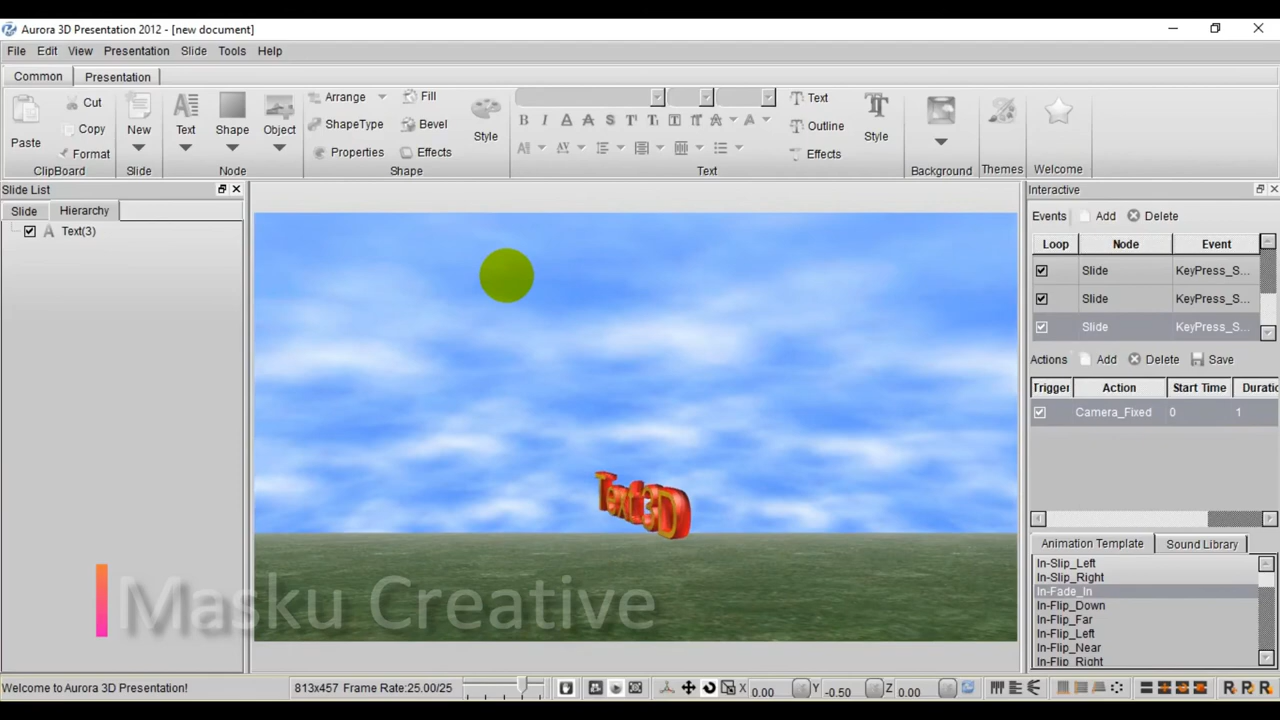 Aurora 3D Presentation 2012 - [new document]
File Edit View Presentation Slide Tools Help
Common Presentation
Paste Cut Copy Format ClipBoard
New Slide
Text Shape Object Node
Arrange ShapeType Properties Fill Bevel Effects Style Shape
Text Outline Effects Style Text
Background
Themes
Welcome
Slide List
Slide Hierarchy
Text(3)
Text3D
Masku Creative
Interactive
Events Add Delete
Loop Node Event
Slide KeyPress_S...
Slide KeyPress_S...
Slide KeyPress_S...
Actions Add Delete Save
Trigger Action Start Time Duratic
Camera_Fixed 0 1
Animation Template Sound Library
In-Slip_Left
In-Slip_Right
In-Fade_In
In-Flip_Down
In-Flip_Far
In-Flip_Left
In-Flip_Near
In-Flip_Right
Welcome to Aurora 3D Presentation! 813x457 Frame Rate:25.00/25 X 0.00 Y -0.50 Z 0.00